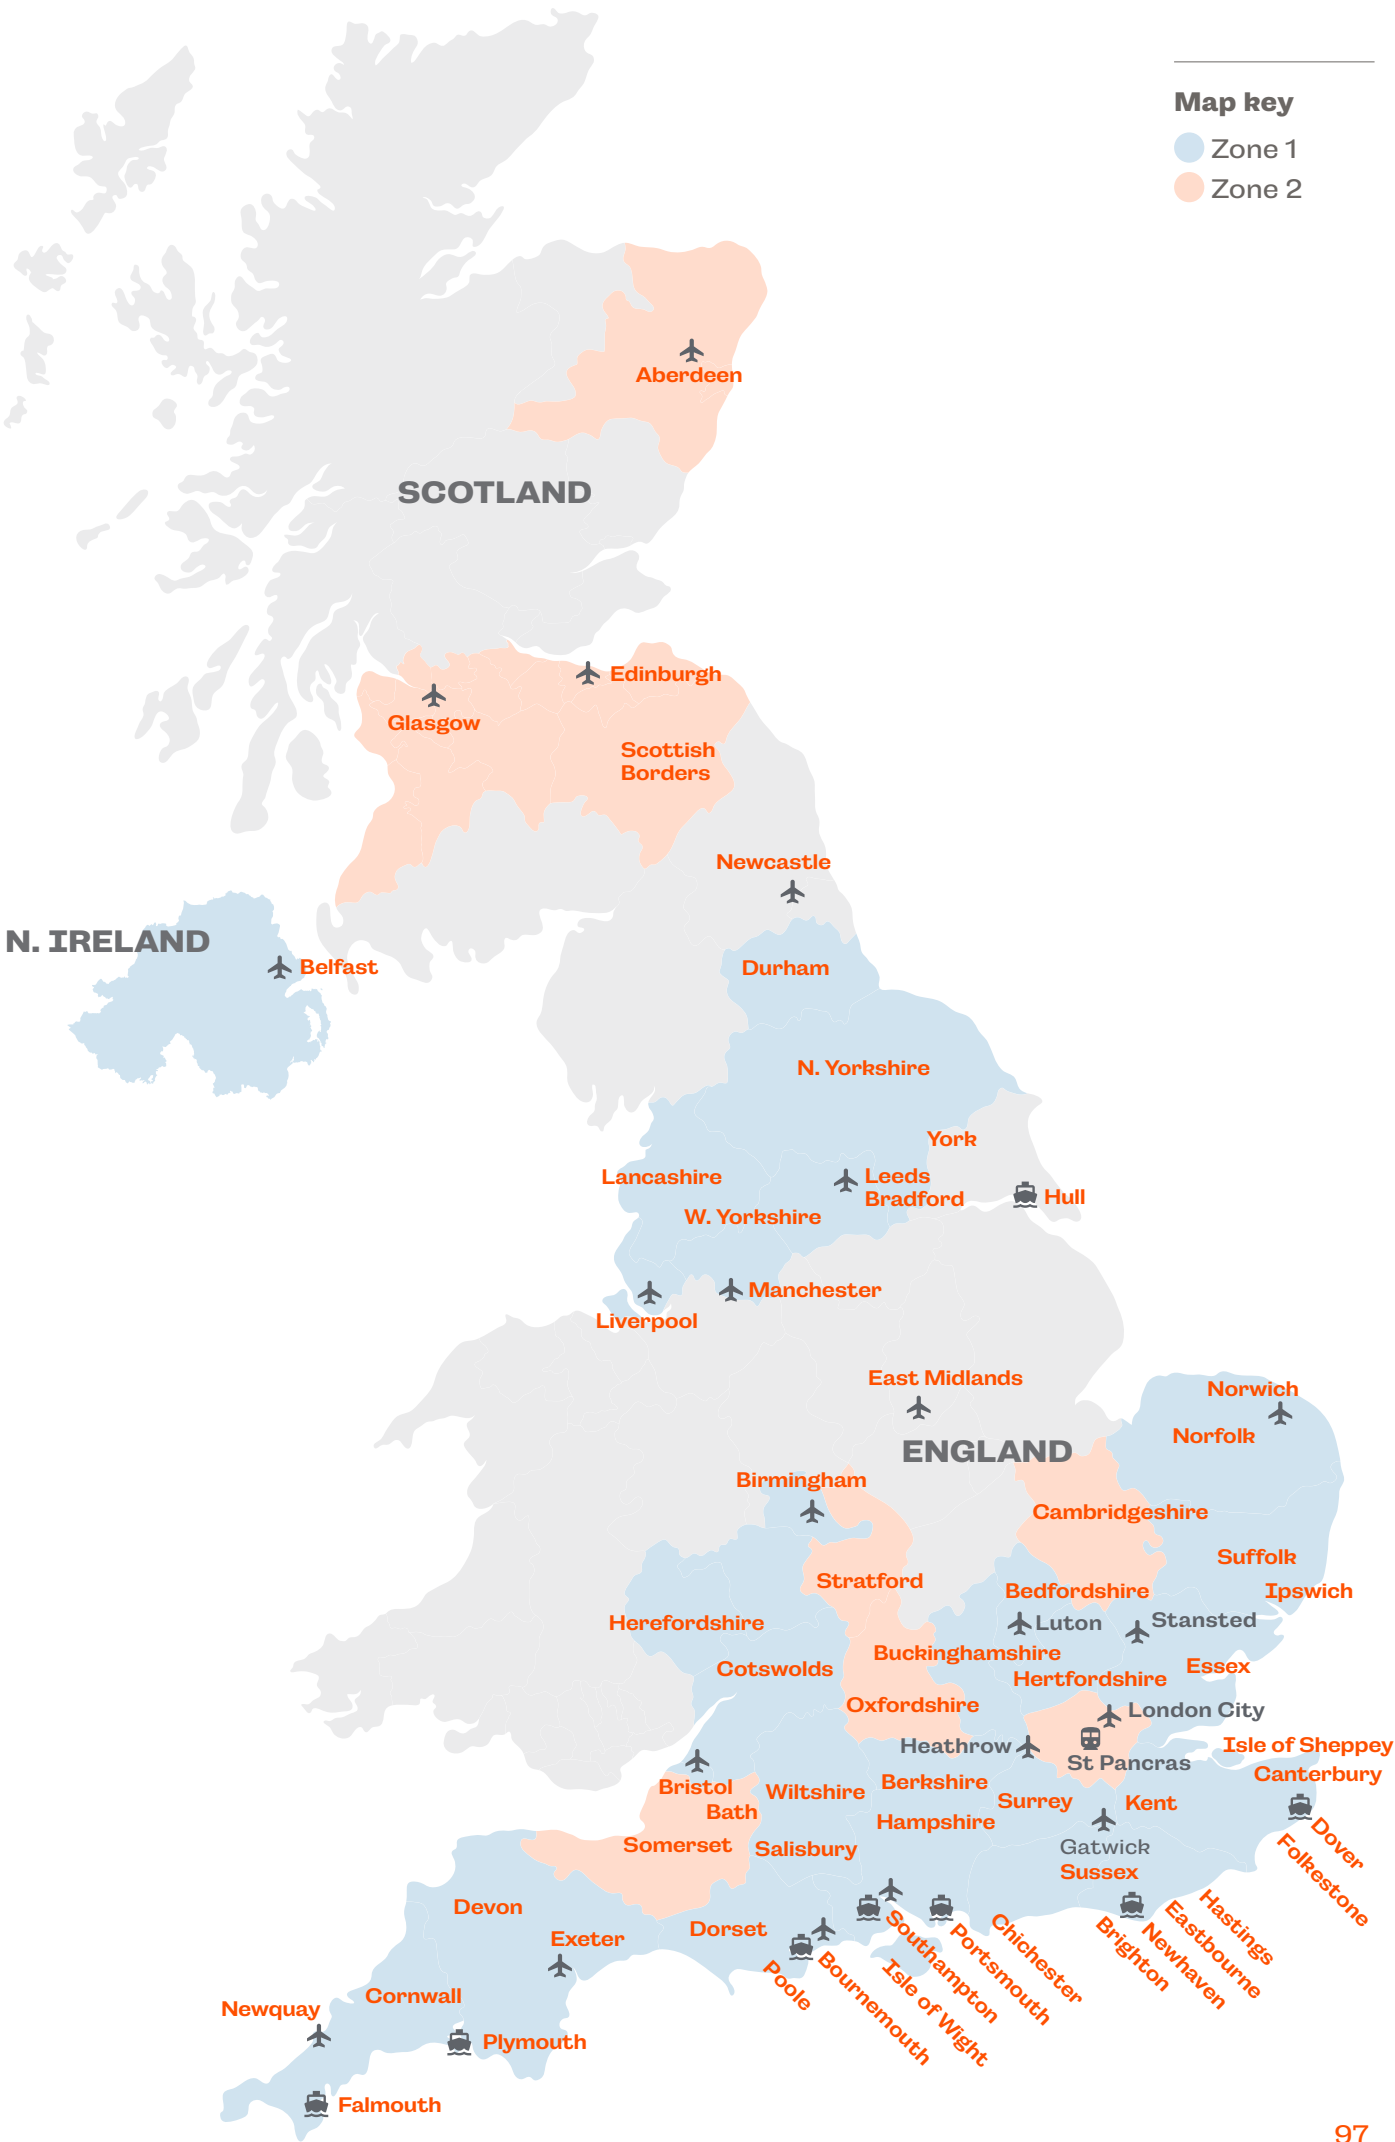 Map key
Zone 1
Zone 2
Aberdeen
SCOTLAND
Edinburgh
Glasgow
Scottish
Borders
Newcastle
N. IRELAND
Belfast
Durham
N. Yorkshire
York
Lancashire
Leeds
Bradford
Hull
W. Yorkshire
Manchester
Liverpool
East Midlands
Norwich
Norfolk
ENGLAND
Birmingham
Cambridgeshire
Suffolk
Stratford
Bedfordshire
Ipswich
Herefordshire
Luton
Stansted
Buckinghamshire
Cotswolds
Hertfordshire
Essex
Oxfordshire
London City
Heathrow
Isle of Sheppey
St Pancras
Canterbury
Bristol
Wiltshire
Berkshire
Surrey
Kent
Bath
Hampshire
Somerset
Salisbury
Gatwick
Sussex
Dover
Folkestone
Devon
Exeter
Dorset
Hastings
Eastbourne
Newhaven
Brighton
Chichester
Portsmouth
Southampton
Isle of Wight
Bournemouth
Poole
Cornwall
Newquay
Plymouth
Falmouth
97